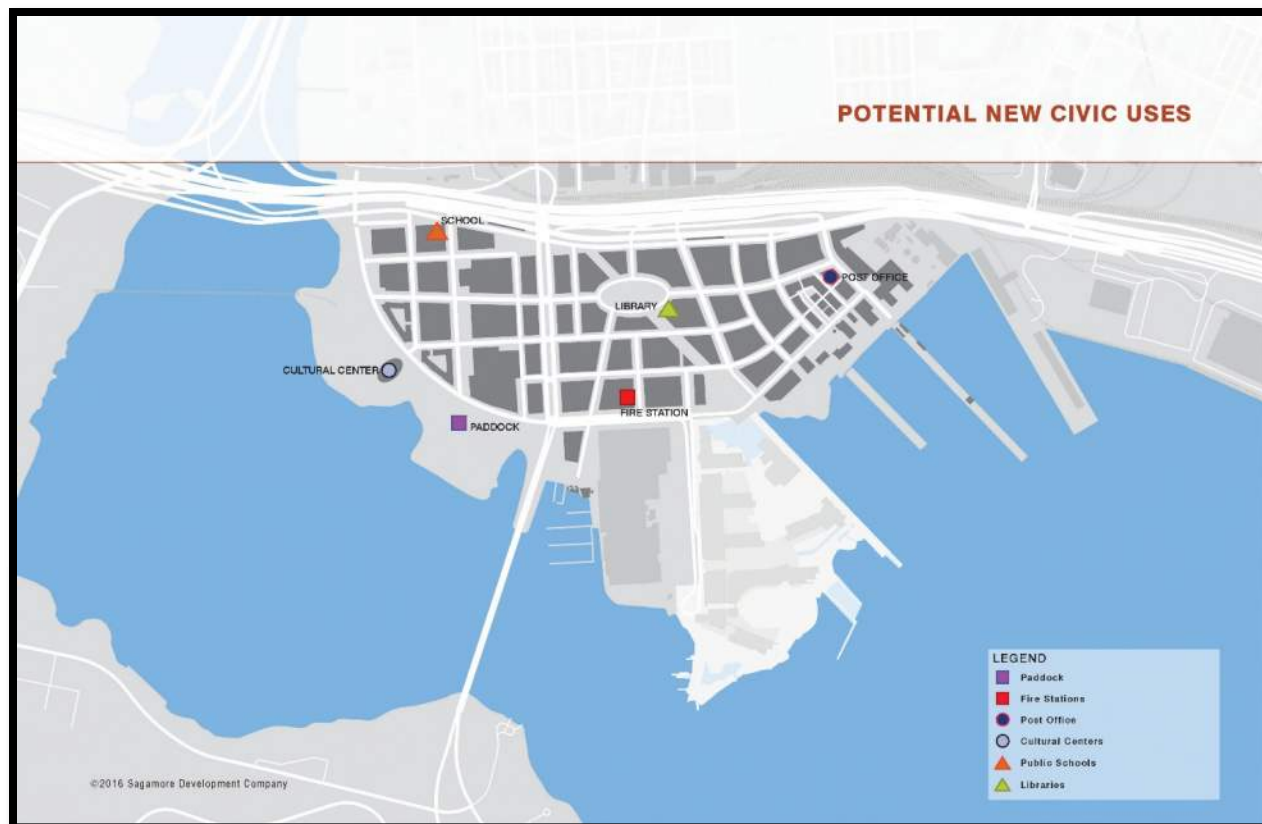 POTENTIAL NEW CIVIC USES
SCHOOL
POST OFFICE
LIBRARY
CULTURAL CENTER
FIRE STATION
PADDOCK
LEGEND
Paddock
Fire Stations
Post Office
Cultural Centers
Public Schools
Libraries
©2016 Sagamore Development Company